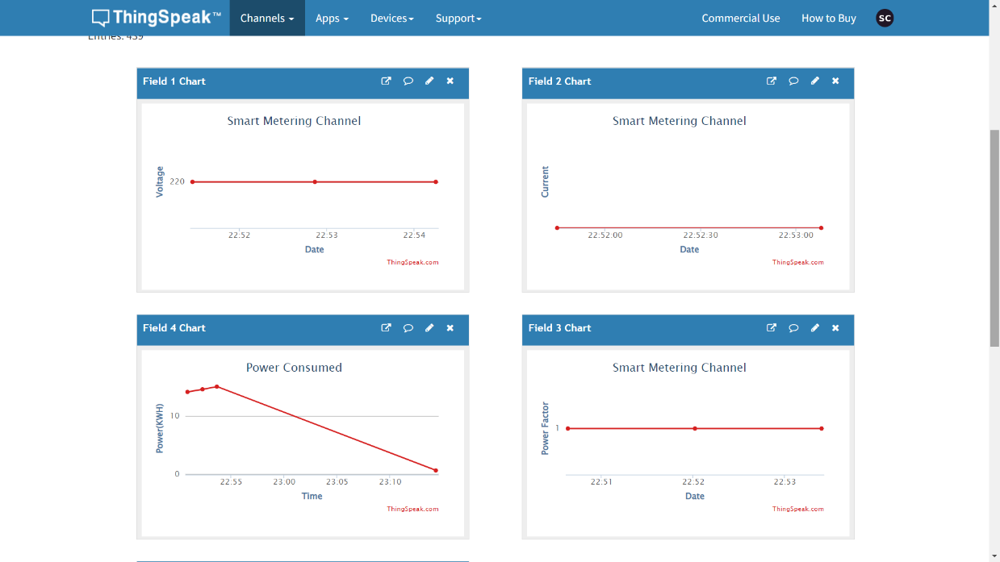 ThingSpeak™ Channels Apps Devices Support Commercial Use How to Buy SC
Entries: 439
Field 1 Chart
Smart Metering Channel
Voltage
220
22:52 22:53 22:54
Date
ThingSpeak.com
Field 2 Chart
Smart Metering Channel
Current
22:52:00 22:52:30 22:53:00
Date
ThingSpeak.com
Field 4 Chart
Power Consumed
Power(KWH)
10
0
22:55 23:00 23:05 23:10
Time
ThingSpeak.com
Field 3 Chart
Smart Metering Channel
Power Factor
1
22:51 22:52 22:53
Date
ThingSpeak.com